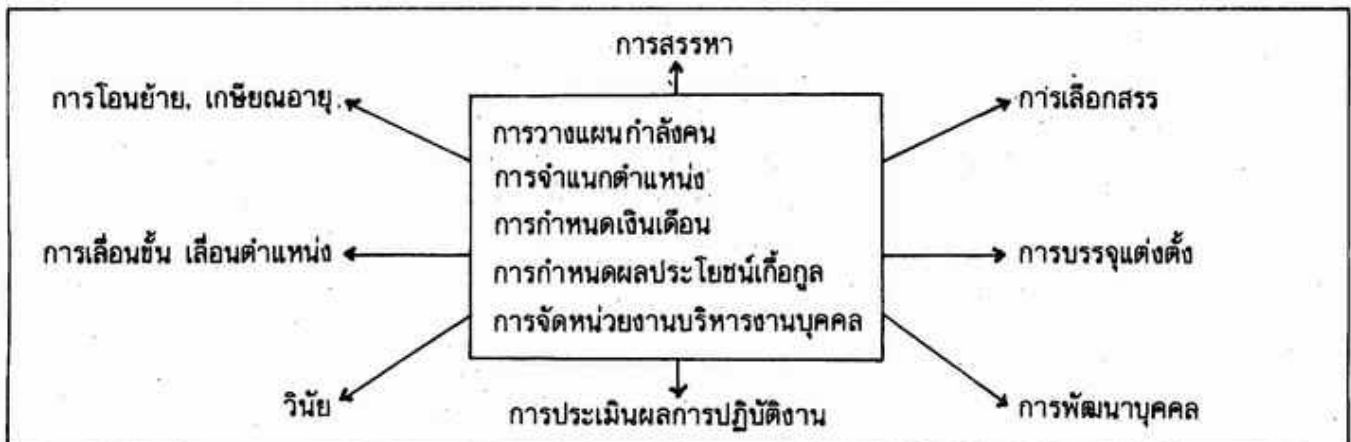 การสรรหา
การโอนย้าย, เกษียณอายุ
การเลือกสรร
การวางแผนกำลังคน
การจำแนกตำแหน่ง
การกำหนดเงินเดือน
การกำหนดผลประโยชน์เกื้อกูล
การจัดหน่วยงานบริหารงานบุคคล
การเลื่อนขั้น เลื่อนตำแหน่ง
การบรรจุแต่งตั้ง
วินัย
การประเมินผลการปฏิบัติงาน
การพัฒนาบุคคล